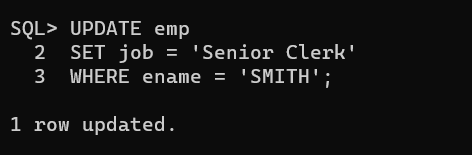 SQL> UPDATE emp
  2  SET job = 'Senior Clerk'
  3  WHERE ename = 'SMITH';
1 row updated.